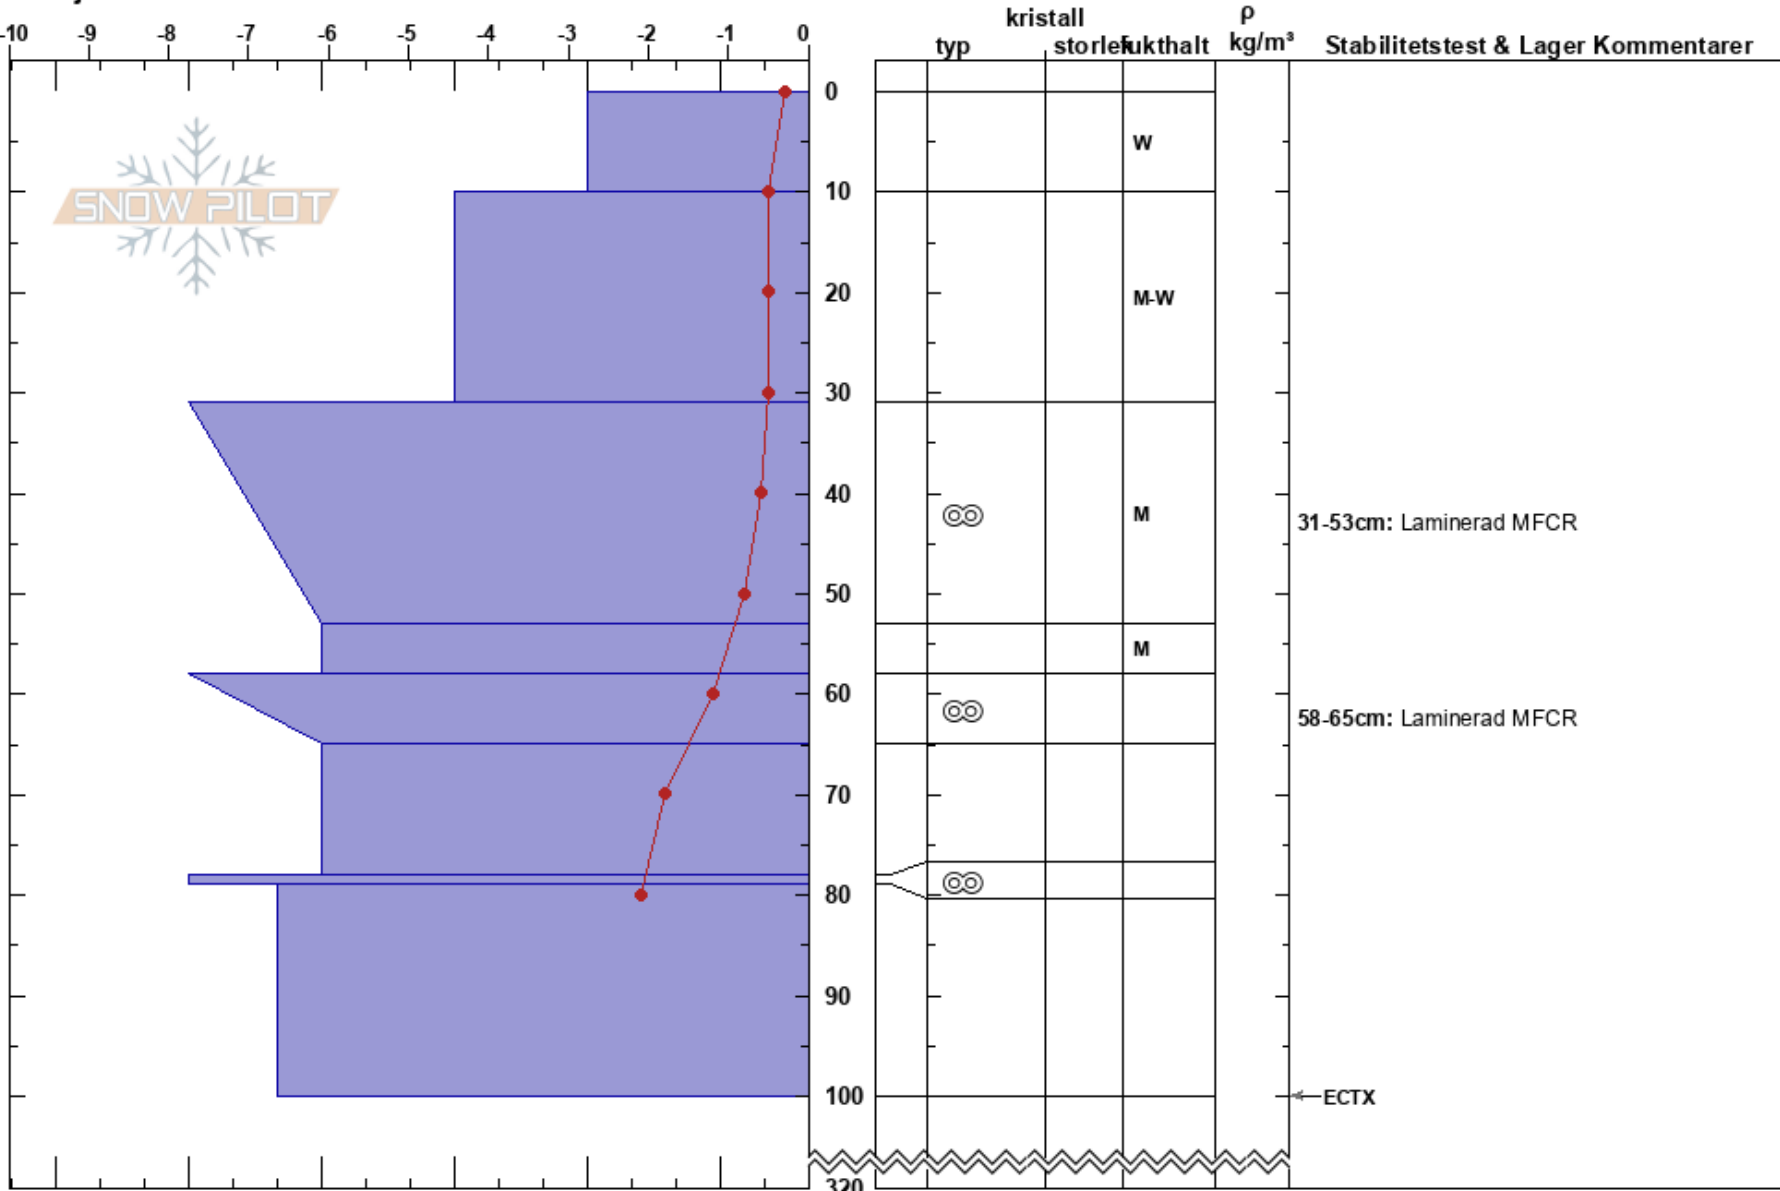 kristall ρ
-10 -9 -8 -7 -6 -5 -4 -3 -2 -1 0
typ storlek fukthalt kg/m³ Stabilitetstest & Lager Kommentarer
0
W
SNOW PILOT
10
20 M-W
30
40
M 31-53cm: Laminerad MFCR
50
M
60
58-65cm: Laminerad MFCR
70
80
90
100 ECTX
320